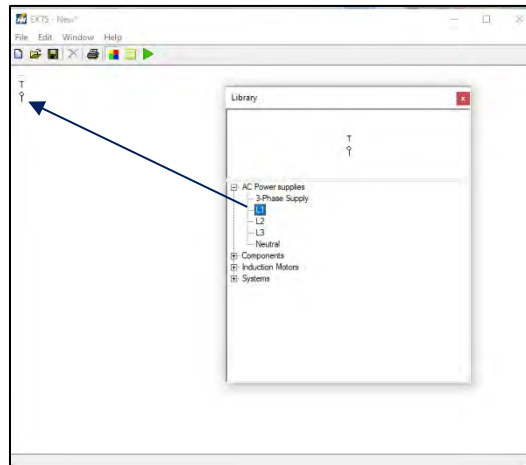 EKTS - New*
File Edit Window Help
T
Library
T
AC Power supplies
3-Phase Supply
L1
L2
L3
Neutral
Components
Induction Motors
Systems